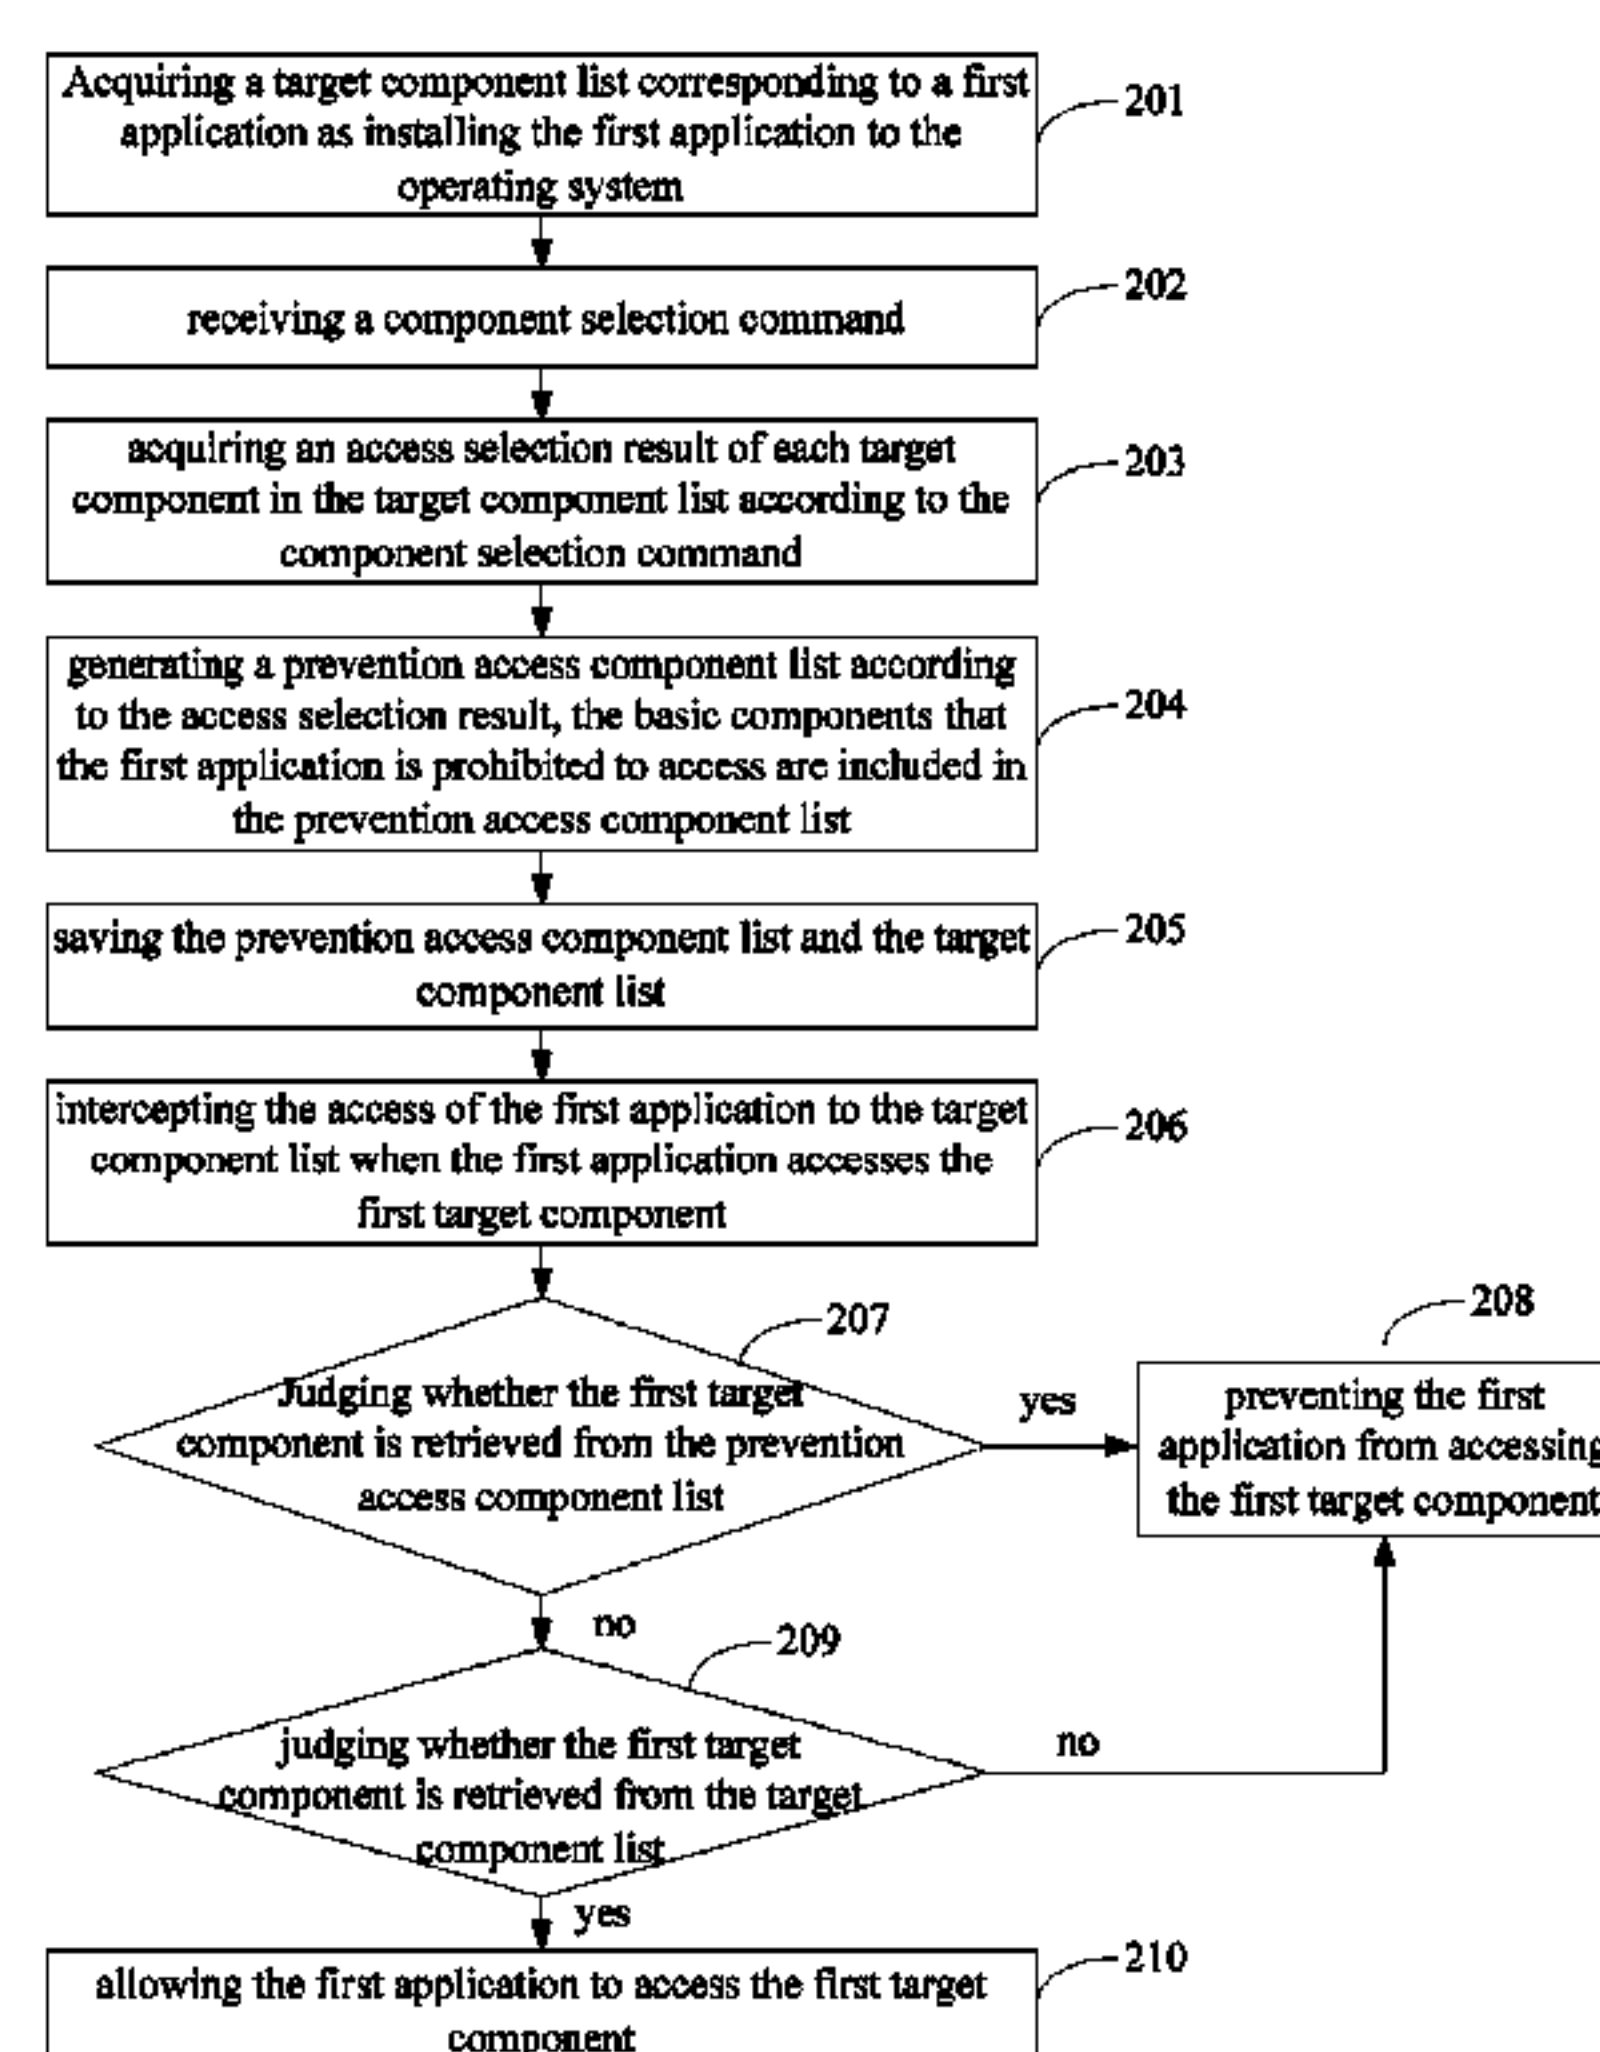 Acquiring a target component list corresponding to a first
application as installing the first application to the
operating system
201
receiving a component selection command
202
acquiring an access selection result of each target
component in the target component list according to the
component selection command
203
generating a prevention access component list according
to the access selection result, the basic components that
the first application is prohibited to access are included in
the prevention access component list
204
saving the prevention access component list and the target
component list
205
intercepting the access of the first application to the target
component list when the first application accesses the
first target component
206
Judging whether the first target
component is retrieved from the prevention
access component list
207
yes
208
preventing the first
application from accessing
the first target component
no
209
judging whether the first target
component is retrieved from the target
component list
no
yes
allowing the first application to access the first target
component
210